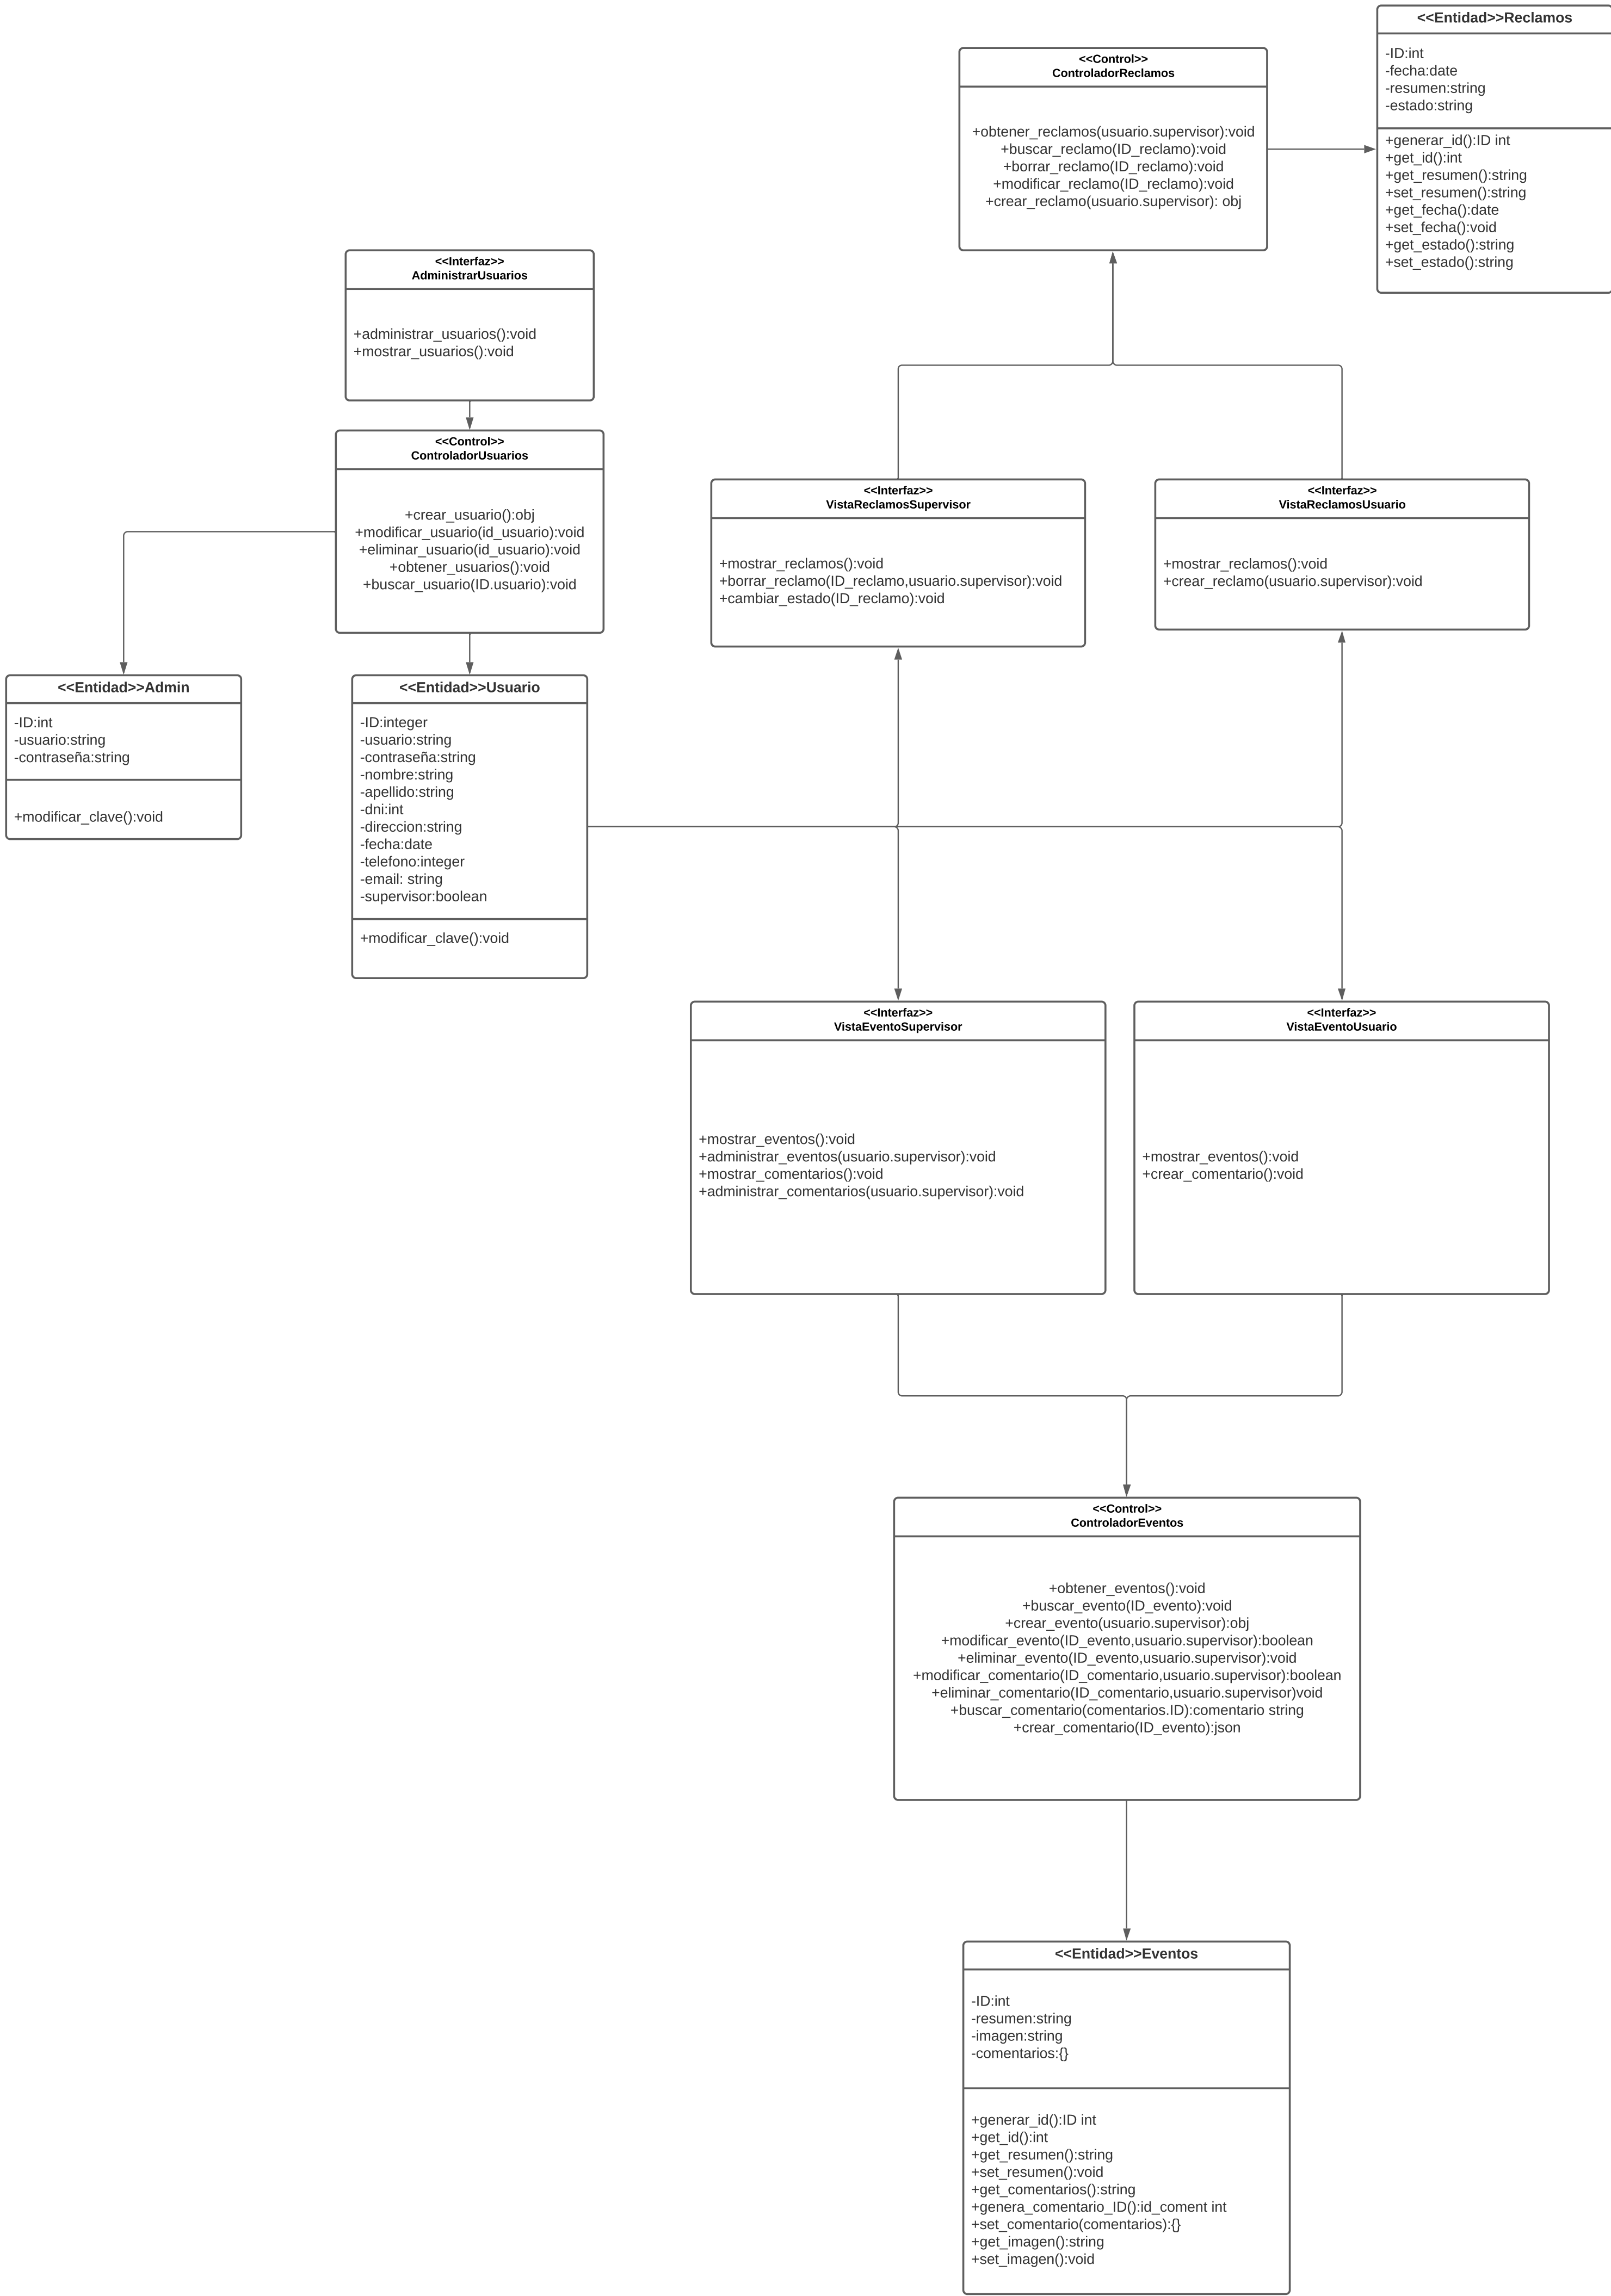 <<Entidad>>Reclamos
-ID:int
-fecha:date
-resumen:string
-estado:string
+generar_id():ID int
+get_id():int
+get_resumen():string
+set_resumen():string
+get_fecha():date
+set_fecha():void
+get_estado():string
+set_estado():string
<<Control>>
ControladorReclamos
+obtener_reclamos(usuario.supervisor):void
+buscar_reclamo(ID_reclamo):void
+borrar_reclamo(ID_reclamo):void
+modificar_reclamo(ID_reclamo):void
+crear_reclamo(usuario.supervisor): obj
<<Interfaz>>
AdministrarUsuarios
+administrar_usuarios():void
+mostrar_usuarios():void
<<Control>>
ControladorUsuarios
+crear_usuario():obj
+modificar_usuario(id_usuario):void
+eliminar_usuario(id_usuario):void
+obtener_usuarios():void
+buscar_usuario(ID.usuario):void
<<Interfaz>>
VistaReclamosSupervisor
+mostrar_reclamos():void
+borrar_reclamo(ID_reclamo,usuario.supervisor):void
+cambiar_estado(ID_reclamo):void
<<Interfaz>>
VistaReclamosUsuario
+mostrar_reclamos():void
+crear_reclamo(usuario.supervisor):void
<<Entidad>>Admin
-ID:int
-usuario:string
-contraseña:string
+modificar_clave():void
<<Entidad>>Usuario
-ID:integer
-usuario:string
-contraseña:string
-nombre:string
-apellido:string
-dni:int
-direccion:string
-fecha:date
-telefono:integer
-email: string
-supervisor:boolean
+modificar_clave():void
<<Interfaz>>
VistaEventoSupervisor
+mostrar_eventos():void
+administrar_eventos(usuario.supervisor):void
+mostrar_comentarios():void
+administrar_comentarios(usuario.supervisor):void
<<Interfaz>>
VistaEventoUsuario
+mostrar_eventos():void
+crear_comentario():void
<<Control>>
ControladorEventos
+obtener_eventos():void
+buscar_evento(ID_evento):void
+crear_evento(usuario.supervisor):obj
+modificar_evento(ID_evento,usuario.supervisor):boolean
+eliminar_evento(ID_evento,usuario.supervisor):void
+modificar_comentario(ID_comentario,usuario.supervisor):boolean
+eliminar_comentario(ID_comentario,usuario.supervisor)void
+buscar_comentario(comentarios.ID):comentario string
+crear_comentario(ID_evento):json
<<Entidad>>Eventos
-ID:int
-resumen:string
-imagen:string
-comentarios:{}
+generar_id():ID int
+get_id():int
+get_resumen():string
+set_resumen():void
+get_comentarios():string
+genera_comentario_ID():id_coment int
+set_comentario(comentarios):{}
+get_imagen():string
+set_imagen():void